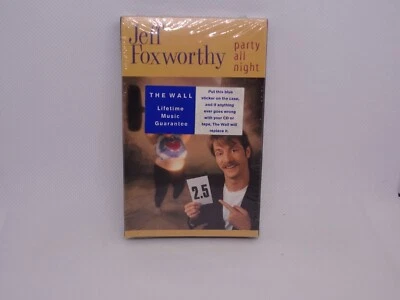 Jeff
Foxworthy
party
all
night
THE WALL
Lifetime
Music
Guarantee
Put this blue
sticker on the case,
and if anything
ever goes wrong
with your CD or
tape, The Wall will
replace it.
2.5